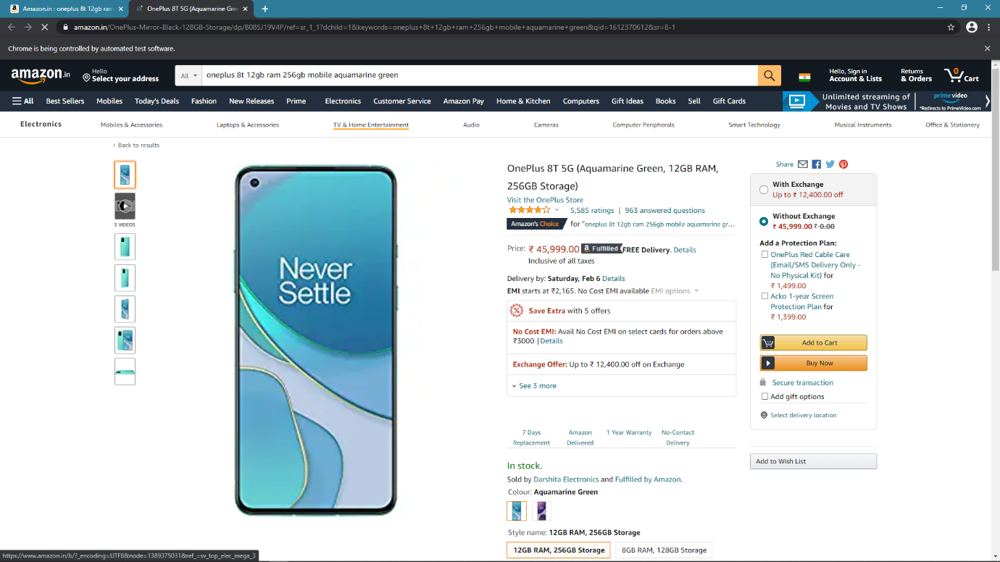 Amazon.in : oneplus 8t 12gb ram
OnePlus 8T 5G (Aquamarine Gre
amazon.in/OnePlus-Mirror-Black-128GB-Storage/dp/B085J19V4P/ref=sr_1_1?dchild=1&keywords=oneplus+8t+12gb+ram+256gb+mobile+aquamarine+green&qid=1612370612&sr=8-1
Chrome is being controlled by automated test software.
amazon.in
Hello
Select your address
All
oneplus 8t 12gb ram 256gb mobile aquamarine green
Hello, Sign in
Account & Lists
Returns
& Orders
0
Cart
All
Best Sellers
Mobiles
Today's Deals
Fashion
New Releases
Prime
Electronics
Customer Service
Amazon Pay
Home & Kitchen
Computers
Gift Ideas
Books
Sell
Gift Cards
Unlimited streaming of
Movies and TV Shows
prime video
*Redirects to PrimeVideo.com
Electronics
Mobiles & Accessories
Laptops & Accessories
TV & Home Entertainment
Audio
Cameras
Computer Peripherals
Smart Technology
Musical Instruments
Office & Stationery
‹ Back to results
5 VIDEOS
Never
Settle
OnePlus 8T 5G (Aquamarine Green, 12GB RAM,
256GB Storage)
Visit the OnePlus Store
5,585 ratings | 963 answered questions
Amazon's Choice for "oneplus 8t 12gb ram 256gb mobile aquamarine gr...
Price: ₹ 45,999.00 Fulfilled FREE Delivery. Details
Inclusive of all taxes
Delivery by: Saturday, Feb 6 Details
EMI starts at ₹2,165. No Cost EMI available EMI options
Save Extra with 5 offers
No Cost EMI: Avail No Cost EMI on select cards for orders above
₹3000 |Details
Exchange Offer: Up to ₹ 12,400.00 off on Exchange
See 3 more
7 Days
Replacement
Amazon
Delivered
1 Year Warranty
No-Contact
Delivery
In stock.
Sold by Darshita Electronics and Fulfilled by Amazon.
Colour: Aquamarine Green
Style name: 12GB RAM, 256GB Storage
12GB RAM, 256GB Storage
8GB RAM, 128GB Storage
Share
With Exchange
Up to ₹ 12,400.00 off
Without Exchange
₹ 45,999.00 ₹ 0.00
Add a Protection Plan:
OnePlus Red Cable Care
(Email/SMS Delivery Only -
No Physical Kit) for
₹ 1,499.00
Acko 1-year Screen
Protection Plan for
₹ 1,399.00
Add to Cart
Buy Now
Secure transaction
Add gift options
Select delivery location
Add to Wish List
https://www.amazon.in/b/?_encoding=UTF8&node=1389375031&ref_=sv_top_elec_mega_3